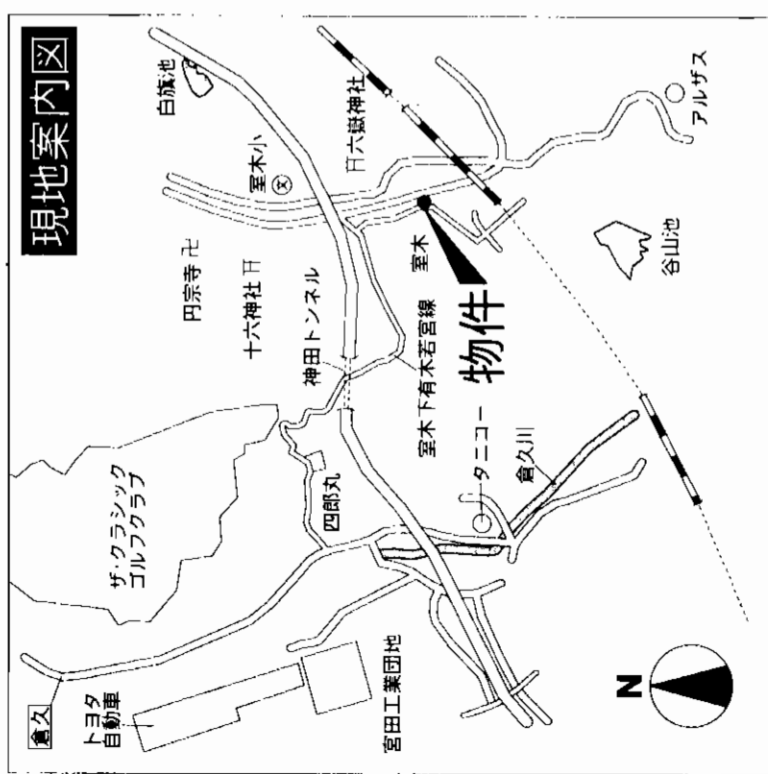 現地案内図
白旗池
室木小
文
円宗寺 卍
十六神社
六嶽神社
アルザス
神田トンネル
室木
谷山池
物件
室木下有木若宮線
タニコー
倉久川
四郎丸
ザ・クラシック
ゴルフクラブ
倉久
トヨタ
自動車
宮田工業団地
N